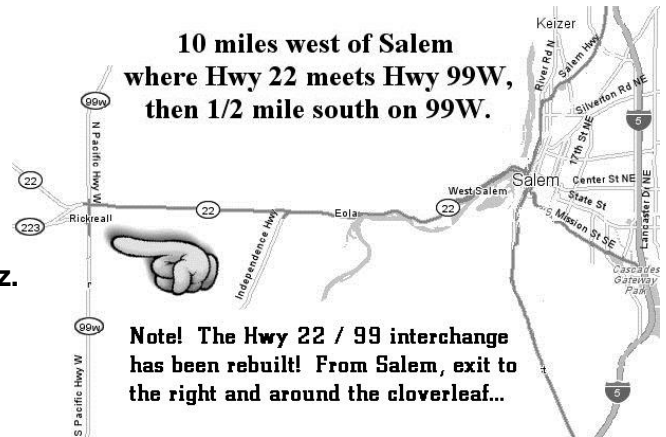 10 miles west of Salem
where Hwy 22 meets Hwy 99W,
then 1/2 mile south on 99W.
Keizer
River Rd N
Salem Hwy
Silverton Rd NE
5
17th St NE
99W
N Pacific Hwy W
22
Center St NE
Salem
West Salem
State St
Lancaster Dr NE
22
22
Eola
223
Rickreall
S, Mission St SE
Independence Hwy
Cascades
Gateway
Park
z.
99W
S Pacific Hwy W
Note! The Hwy 22 / 99 interchange
has been rebuilt! From Salem, exit to
the right and around the cloverleaf...
5